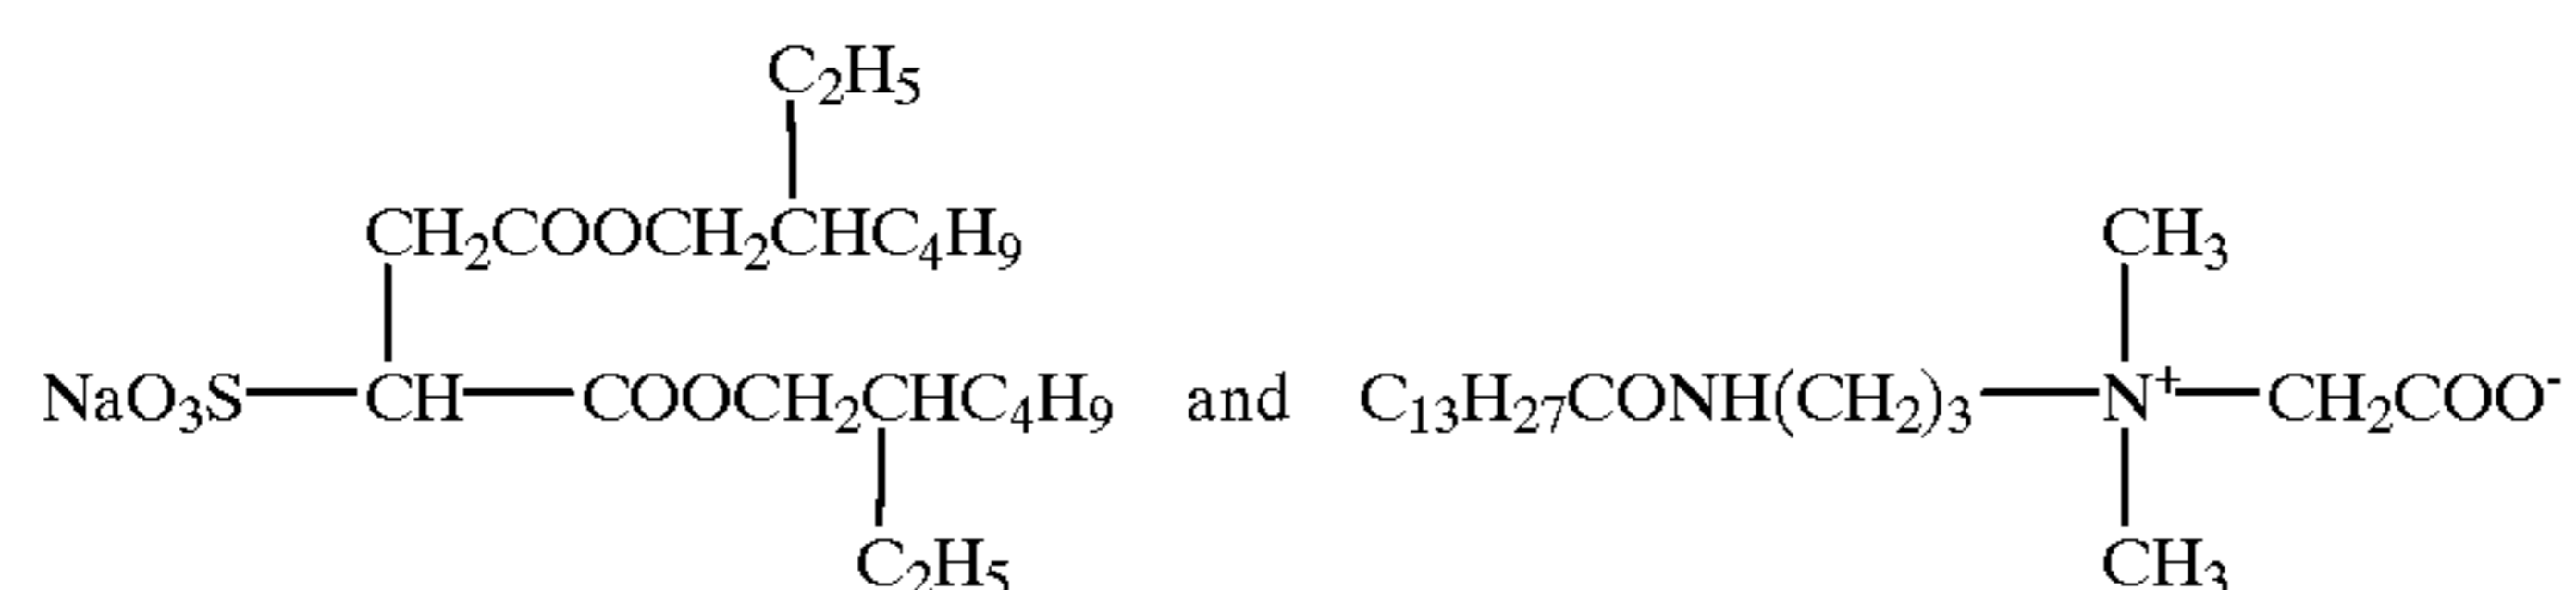 C₂H₅
CH₂COOCH₂CHC₄H₉ CH₃
NaO₃S—CH—COOCH₂CHC₄H₉ and C₁₃H₂₇CONH(CH₂)₃—N⁺—CH₂COO⁻
C₂H₅ CH₃